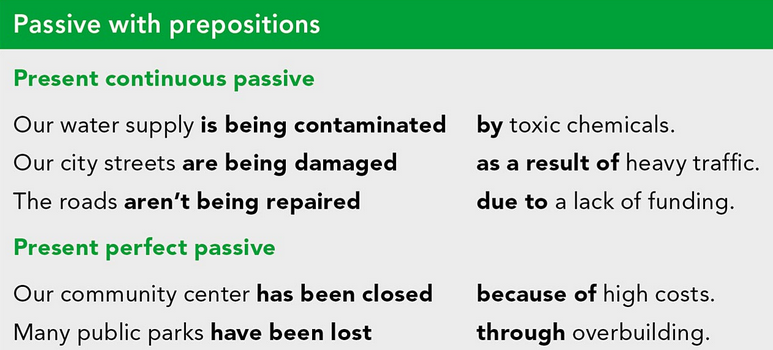 Passive with prepositions
Present continuous passive
Our water supply is being contaminated by toxic chemicals.
Our city streets are being damaged as a result of heavy traffic.
The roads aren't being repaired due to a lack of funding.
Present perfect passive
Our community center has been closed because of high costs.
Many public parks have been lost through overbuilding.